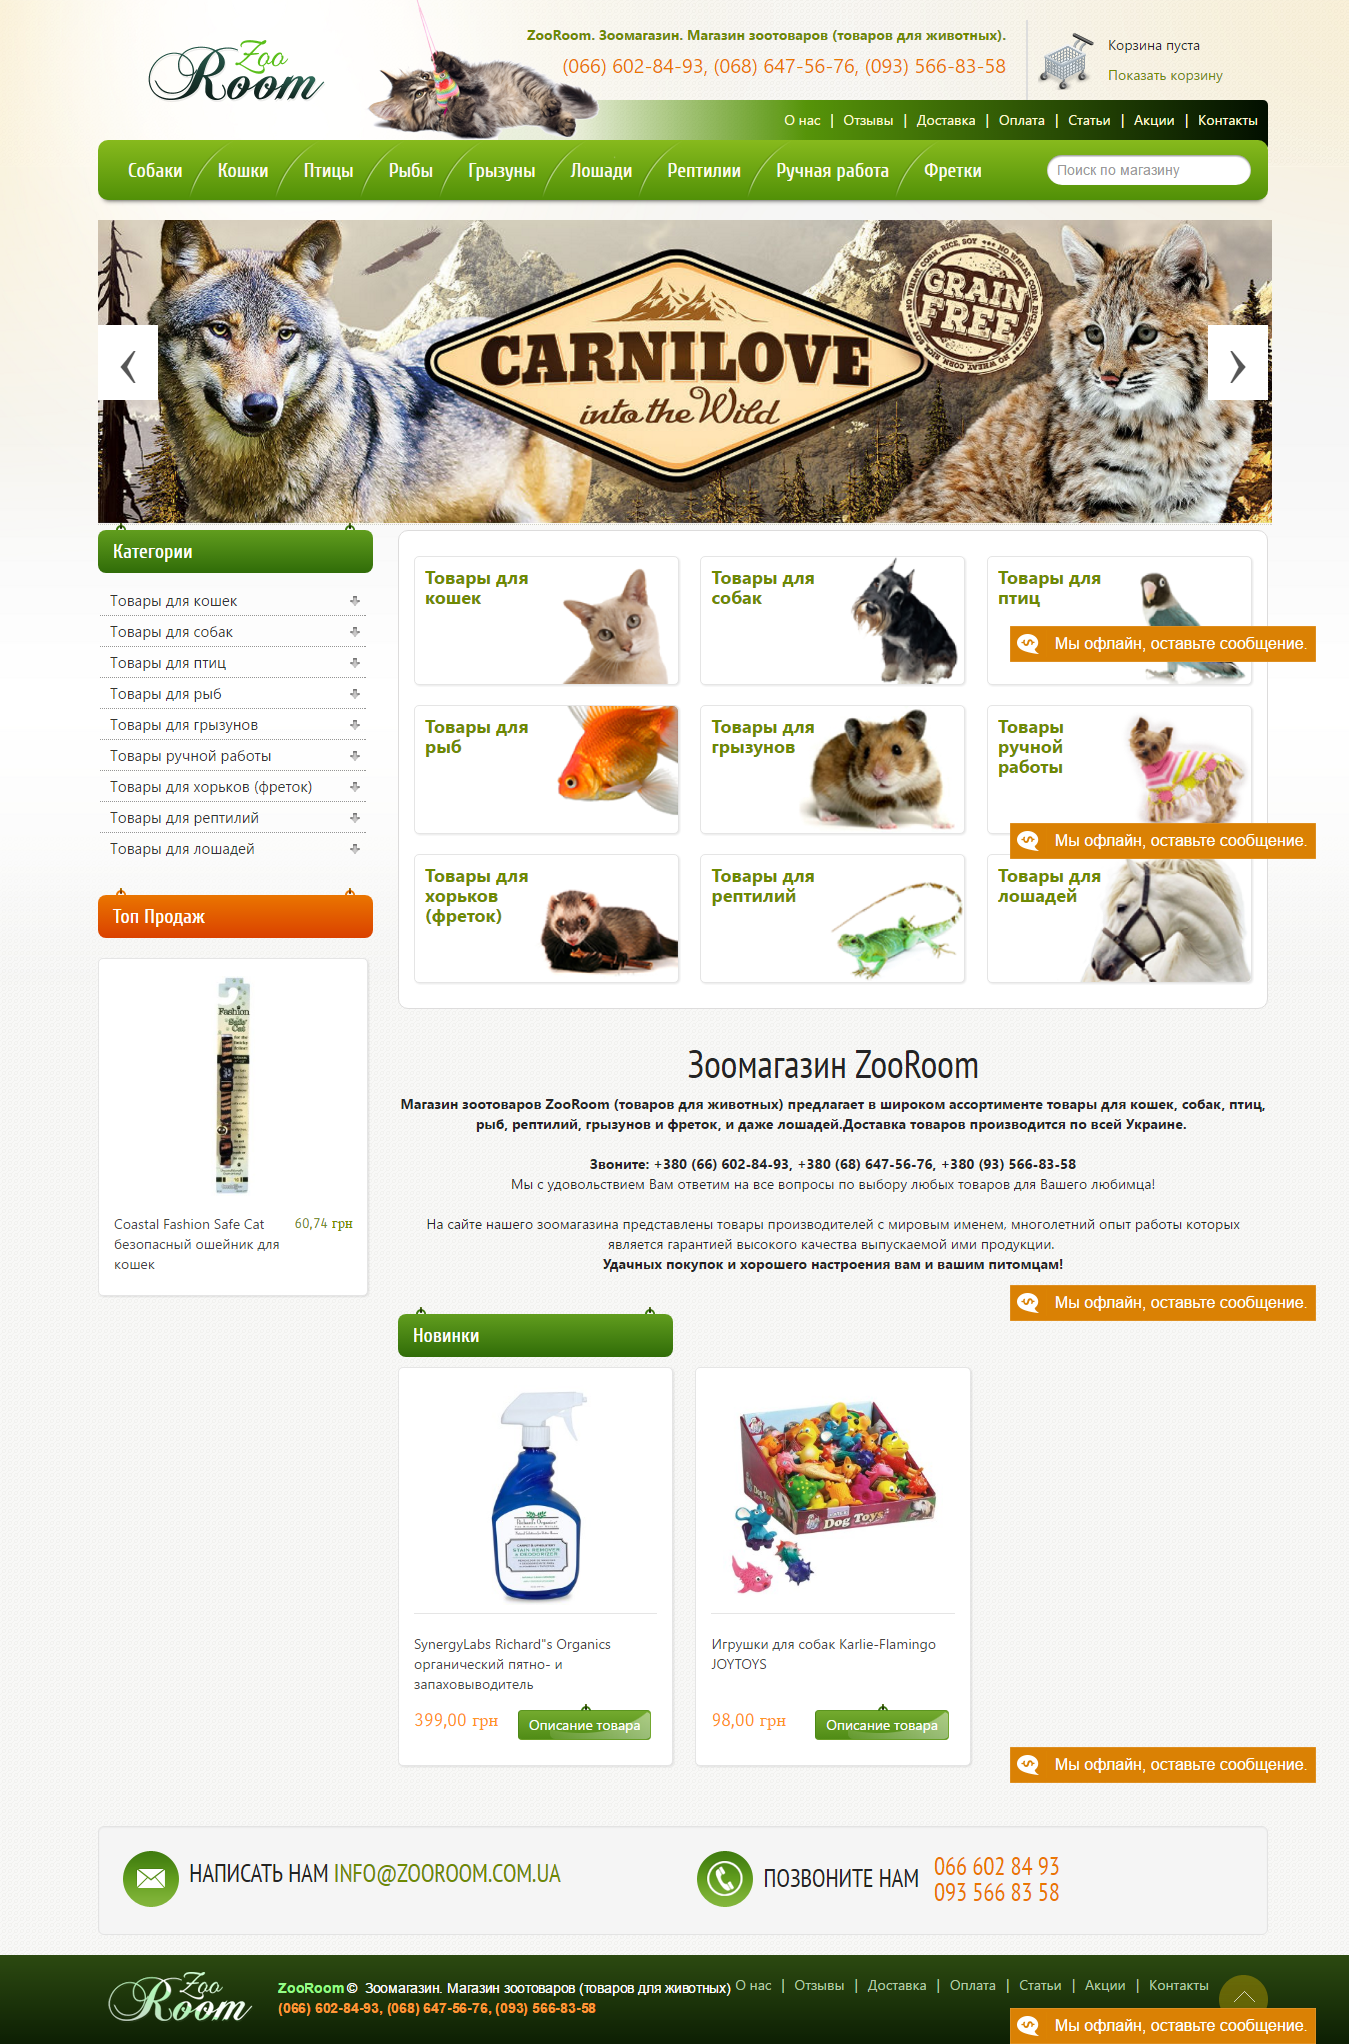 Zoo
Room
ZooRoom. Зоомагазин. Магазин зоотоваров (товаров для животных).
(066) 602-84-93, (068) 647-56-76, (093) 566-83-58
Корзина пуста
Показать корзину
О нас | Отзывы | Доставка | Оплата | Статьи | Акции | Контакты
Собаки Кошки Птицы Рыбы Грызуны Лошади Рептилии Ручная работа Фретки
Поиск по магазину
CARNILOVE
into the Wild
GRAIN
FREE
Категории
Товары для кошек
Товары для собак
Товары для птиц
Товары для рыб
Товары для грызунов
Товары ручной работы
Товары для хорьков (фреток)
Товары для рептилий
Товары для лошадей
Топ Продаж
Fashion
Safe
Cat
Coastal Fashion Safe Cat
безопасный ошейник для
кошек
60,74 грн
Товары для
кошек
Товары для
собак
Товары для
птиц
Мы офлайн, оставьте сообщение.
Товары для
рыб
Товары для
грызунов
Товары
ручной
работы
Мы офлайн, оставьте сообщение.
Товары для
хорьков
(фреток)
Товары для
рептилий
Товары для
лошадей
Зоомагазин ZooRoom
Магазин зоотоваров ZooRoom (товаров для животных) предлагает в широком ассортименте товары для кошек, собак, птиц,
рыб, рептилий, грызунов и фреток, и даже лошадей.Доставка товаров производится по всей Украине.
Звоните: +380 (66) 602-84-93, +380 (68) 647-56-76, +380 (93) 566-83-58
Мы с удовольствием Вам ответим на все вопросы по выбору любых товаров для Вашего любимца!
На сайте нашего зоомагазина представлены товары производителей с мировым именем, многолетний опыт работы которых
является гарантией высокого качества выпускаемой ими продукции.
Удачных покупок и хорошего настроения вам и вашим питомцам!
Мы офлайн, оставьте сообщение.
Новинки
Richard's Organics
STAIN REMOVER
& DEODORIZER
SynergyLabs Richard"s Organics
органический пятно- и
запаховыводитель
399,00 грн
Описание товара
Dog Toys
Игрушки для собак Karlie-Flamingo
JOYTOYS
98,00 грн
Описание товара
Мы офлайн, оставьте сообщение.
НАПИСАТЬ НАМ INFO@ZOOROOM.COM.UA
ПОЗВОНИТЕ НАМ
066 602 84 93
093 566 83 58
Zoo
Room
ZooRoom © Зоомагазин. Магазин зоотоваров (товаров для животных)
(066) 602-84-93, (068) 647-56-76, (093) 566-83-58
О нас | Отзывы | Доставка | Оплата | Статьи | Акции | Контакты
Мы офлайн, оставьте сообщение.